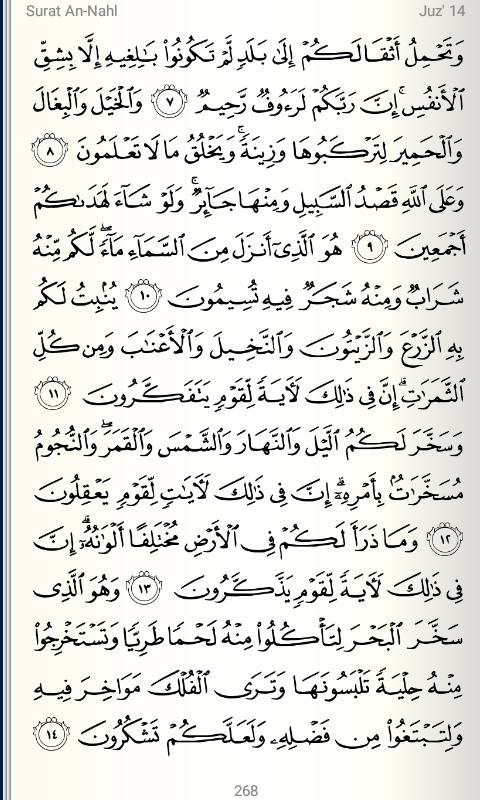 Surat An-Nahl Juz' 14
وَتَحْمِلُ أَثْقَالَكُمْ إِلَىٰ بَلَدٍ لَّمْ تَكُونُوا۟ بَـٰلِغِيهِ إِلَّا بِشِقِّ
ٱلْأَنفُسِ ۚ إِنَّ رَبَّكُمْ لَرَءُوفٌ رَّحِيمٌ ٧ وَٱلْخَيْلَ وَٱلْبِغَالَ
وَٱلْحَمِيرَ لِتَرْكَبُوهَا وَزِينَةً ۚ وَيَخْلُقُ مَا لَا تَعْلَمُونَ ٨
وَعَلَى ٱللَّهِ قَصْدُ ٱلسَّبِيلِ وَمِنْهَا جَآئِرٌ ۚ وَلَوْ شَآءَ لَهَدَىٰكُمْ
أَجْمَعِينَ ٩ هُوَ ٱلَّذِىٓ أَنزَلَ مِنَ ٱلسَّمَآءِ مَآءً ۖ لَّكُم مِّنْهُ
شَرَابٌ وَمِنْهُ شَجَرٌ فِيهِ تُسِيمُونَ ١٠ يُنۢبِتُ لَكُم
بِهِ ٱلزَّرْعَ وَٱلزَّيْتُونَ وَٱلنَّخِيلَ وَٱلْأَعْنَـٰبَ وَمِن كُلِّ
ٱلثَّمَرَٰتِ ۗ إِنَّ فِى ذَٰلِكَ لَـَٔايَةً لِّقَوْمٍ يَتَفَكَّرُونَ ١١
وَسَخَّرَ لَكُمُ ٱلَّيْلَ وَٱلنَّهَارَ وَٱلشَّمْسَ وَٱلْقَمَرَ ۖ وَٱلنُّجُومُ
مُسَخَّرَٰتٌۢ بِأَمْرِهِۦٓ ۗ إِنَّ فِى ذَٰلِكَ لَـَٔايَـٰتٍ لِّقَوْمٍ يَعْقِلُونَ
١٢ وَمَا ذَرَأَ لَكُمْ فِى ٱلْأَرْضِ مُخْتَلِفًا أَلْوَٰنُهُۥٓ ۗ إِنَّ
فِى ذَٰلِكَ لَـَٔايَةً لِّقَوْمٍ يَذَّكَّرُونَ ١٣ وَهُوَ ٱلَّذِى
سَخَّرَ ٱلْبَحْرَ لِتَأْكُلُوا۟ مِنْهُ لَحْمًا طَرِيًّا وَتَسْتَخْرِجُوا۟
مِنْهُ حِلْيَةً تَلْبَسُونَهَا وَتَرَى ٱلْفُلْكَ مَوَاخِرَ فِيهِ
وَلِتَبْتَغُوا۟ مِن فَضْلِهِۦ وَلَعَلَّكُمْ تَشْكُرُونَ ١٤
268